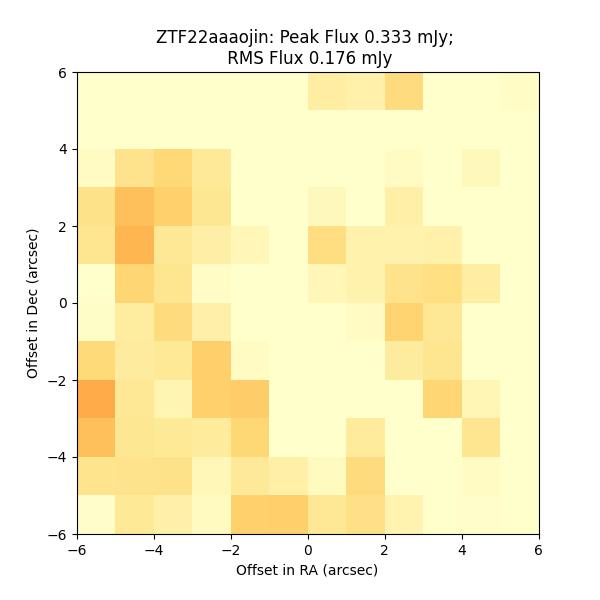 ZTF22aaaojin: Peak Flux 0.333 mJy;
RMS Flux 0.176 mJy
6
4
2
0
−2
−4
−6
Offset in Dec (arcsec)
−6 −4 −2 0 2 4 6
Offset in RA (arcsec)